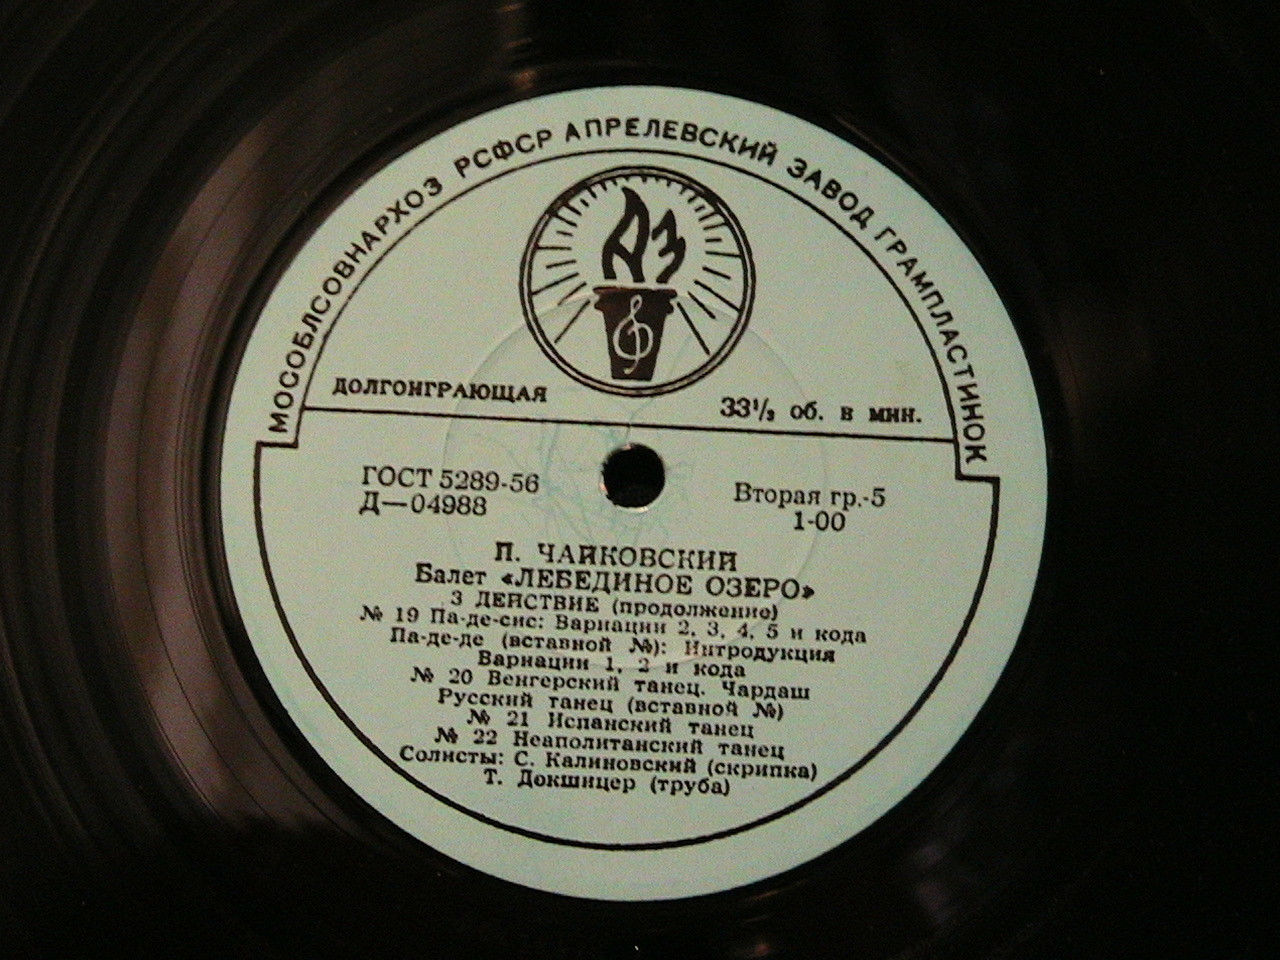 МОСОБЛСОВНАРХОЗ РСФСР АПРЕЛЕВСКИЙ ЗАВОД ГРАМПЛАСТИНОК
АЗ
ДОЛГОИГРАЮЩАЯ
33⅓ об. в мин.
ГОСТ 5289-56
Д—04988
Вторая гр.-5
1-00
П. ЧАЙКОВСКИЙ
Балет «ЛЕБЕДИНОЕ ОЗЕРО»
3 ДЕЙСТВИЕ (продолжение)
№ 19 Па-де-сис: Вариации 2, 3, 4, 5 и кода
Па-де-де (вставной №): Интродукция
Вариации 1, 2 и кода
№ 20 Венгерский танец. Чардаш
Русский танец (вставной №)
№ 21 Испанский танец
№ 22 Неаполитанский танец
Солисты: С. Калиновский (скрипка)
Т. Докшицер (труба)